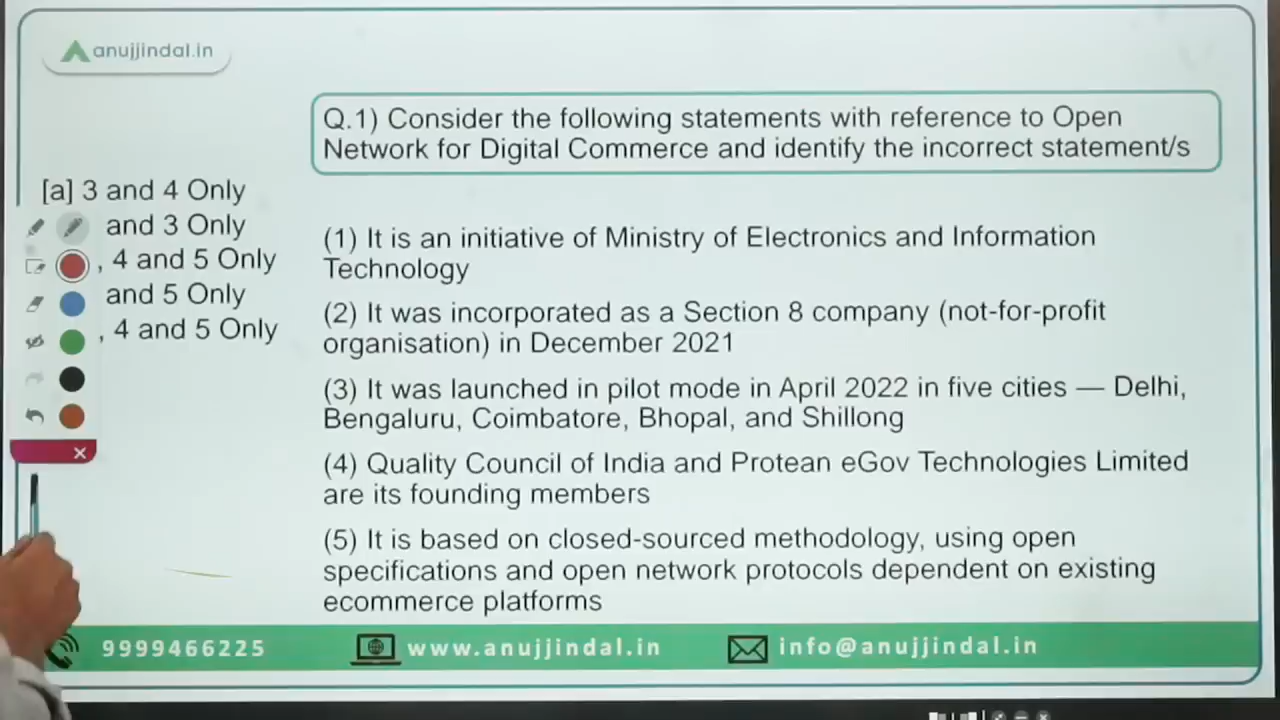 anujjindal.in
Q.1) Consider the following statements with reference to Open
Network for Digital Commerce and identify the incorrect statement/s
[a] 3 and 4 Only
and 3 Only
, 4 and 5 Only
and 5 Only
, 4 and 5 Only
(1) It is an initiative of Ministry of Electronics and Information
Technology
(2) It was incorporated as a Section 8 company (not-for-profit
organisation) in December 2021
(3) It was launched in pilot mode in April 2022 in five cities — Delhi,
Bengaluru, Coimbatore, Bhopal, and Shillong
(4) Quality Council of India and Protean eGov Technologies Limited
are its founding members
(5) It is based on closed-sourced methodology, using open
specifications and open network protocols dependent on existing
ecommerce platforms
9999466225
www.anujjindal.in
info@anujjindal.in